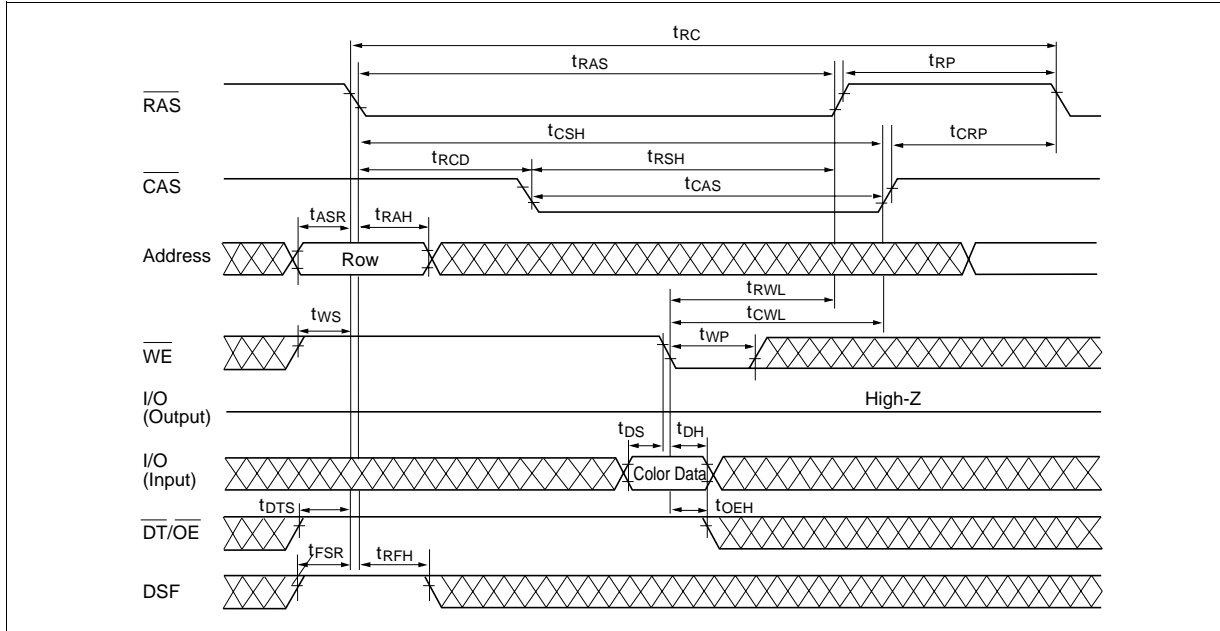 tRC
tRAS
tRP
RAS
tCSH
tCRP
tRCD
tRSH
CAS
tCAS
tASR
tRAH
Address
Row
tRWL
tWS
tCWL
tWP
WE
I/O
(Output)
High-Z
tDS
tDH
I/O
(Input)
Color Data
tDTS
tOEH
DT/OE
tFSR
tRFH
DSF